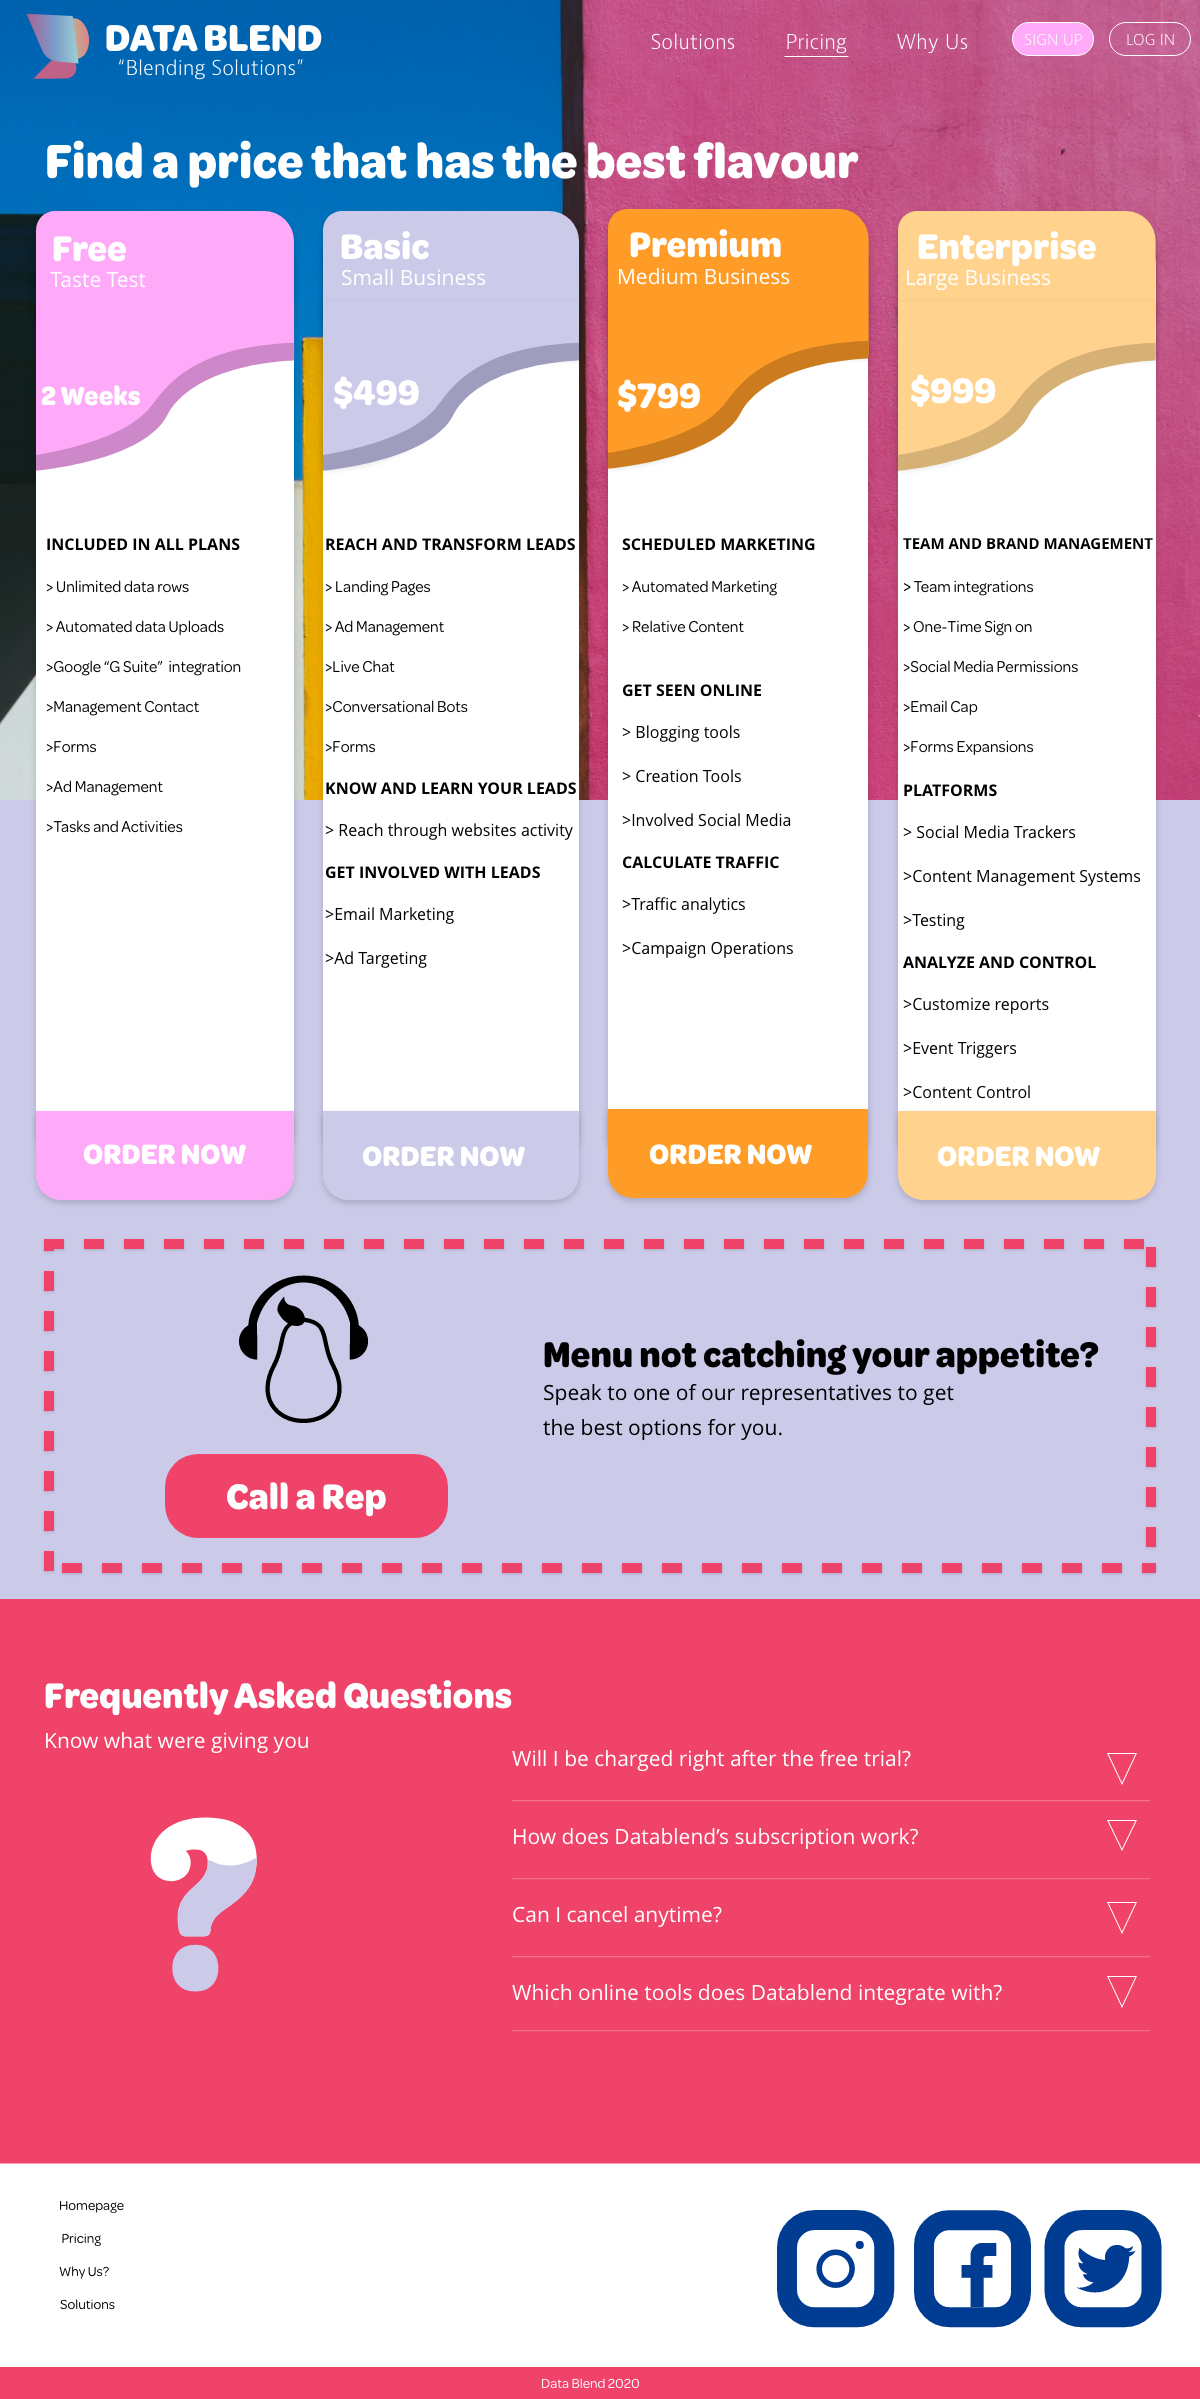 DATA BLEND
“Blending Solutions”
Solutions
Pricing
Why Us
SIGN UP
LOG IN
Find a price that has the best flavour
Free
Taste Test
2 Weeks
INCLUDED IN ALL PLANS
> Unlimited data rows
> Automated data Uploads
>Google “G Suite” integration
>Management Contact
>Forms
>Ad Management
>Tasks and Activities
ORDER NOW
Basic
Small Business
$499
REACH AND TRANSFORM LEADS
> Landing Pages
> Ad Management
>Live Chat
>Conversational Bots
>Forms
KNOW AND LEARN YOUR LEADS
> Reach through websites activity
GET INVOLVED WITH LEADS
>Email Marketing
>Ad Targeting
ORDER NOW
Premium
Medium Business
$799
SCHEDULED MARKETING
> Automated Marketing
> Relative Content
GET SEEN ONLINE
> Blogging tools
> Creation Tools
>Involved Social Media
CALCULATE TRAFFIC
>Traffic analytics
>Campaign Operations
ORDER NOW
Enterprise
Large Business
$999
TEAM AND BRAND MANAGEMENT
> Team integrations
> One-Time Sign on
>Social Media Permissions
>Email Cap
>Forms Expansions
PLATFORMS
> Social Media Trackers
>Content Management Systems
>Testing
ANALYZE AND CONTROL
>Customize reports
>Event Triggers
>Content Control
ORDER NOW
Menu not catching your appetite?
Speak to one of our representatives to get
the best options for you.
Call a Rep
Frequently Asked Questions
Know what were giving you
?
Will I be charged right after the free trial?
How does Datablend’s subscription work?
Can I cancel anytime?
Which online tools does Datablend integrate with?
Homepage
Pricing
Why Us?
Solutions
Data Blend 2020